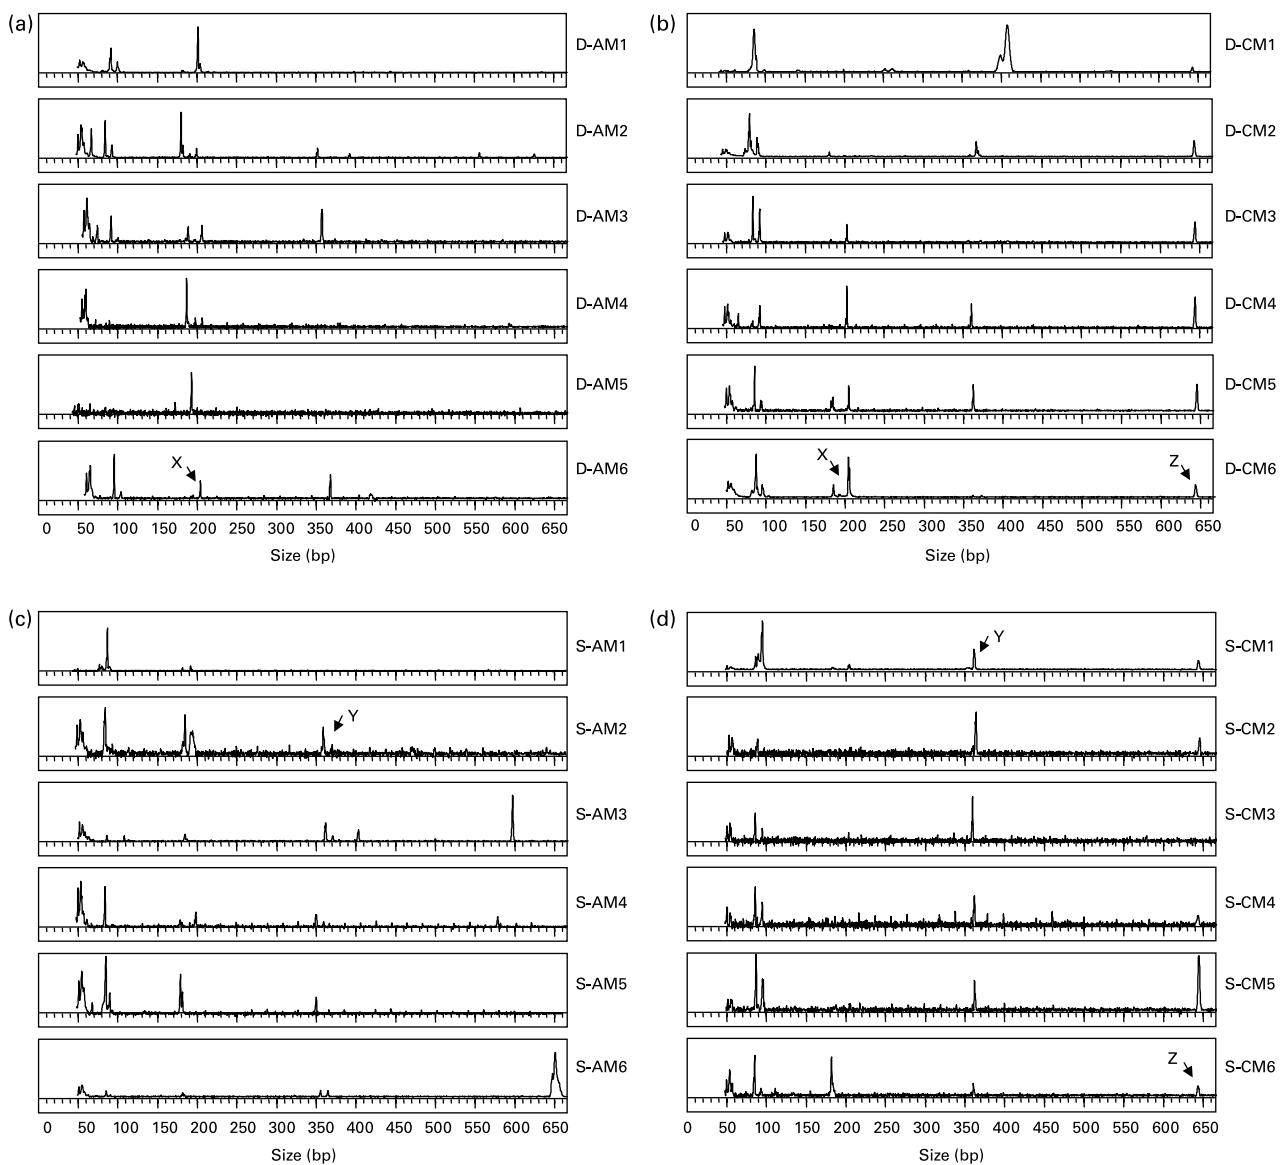 (a)
D-AM1
D-AM2
D-AM3
D-AM4
D-AM5
D-AM6
X
0 50 100 150 200 250 300 350 400 450 500 550 600 650
Size (bp)
(b)
D-CM1
D-CM2
D-CM3
D-CM4
D-CM5
D-CM6
X
Z
0 50 100 150 200 250 300 350 400 450 500 550 600 650
Size (bp)
(c)
S-AM1
S-AM2
Y
S-AM3
S-AM4
S-AM5
S-AM6
0 50 100 150 200 250 300 350 400 450 500 550 600 650
Size (bp)
(d)
S-CM1
Y
S-CM2
S-CM3
S-CM4
S-CM5
S-CM6
Z
0 50 100 150 200 250 300 350 400 450 500 550 600 650
Size (bp)